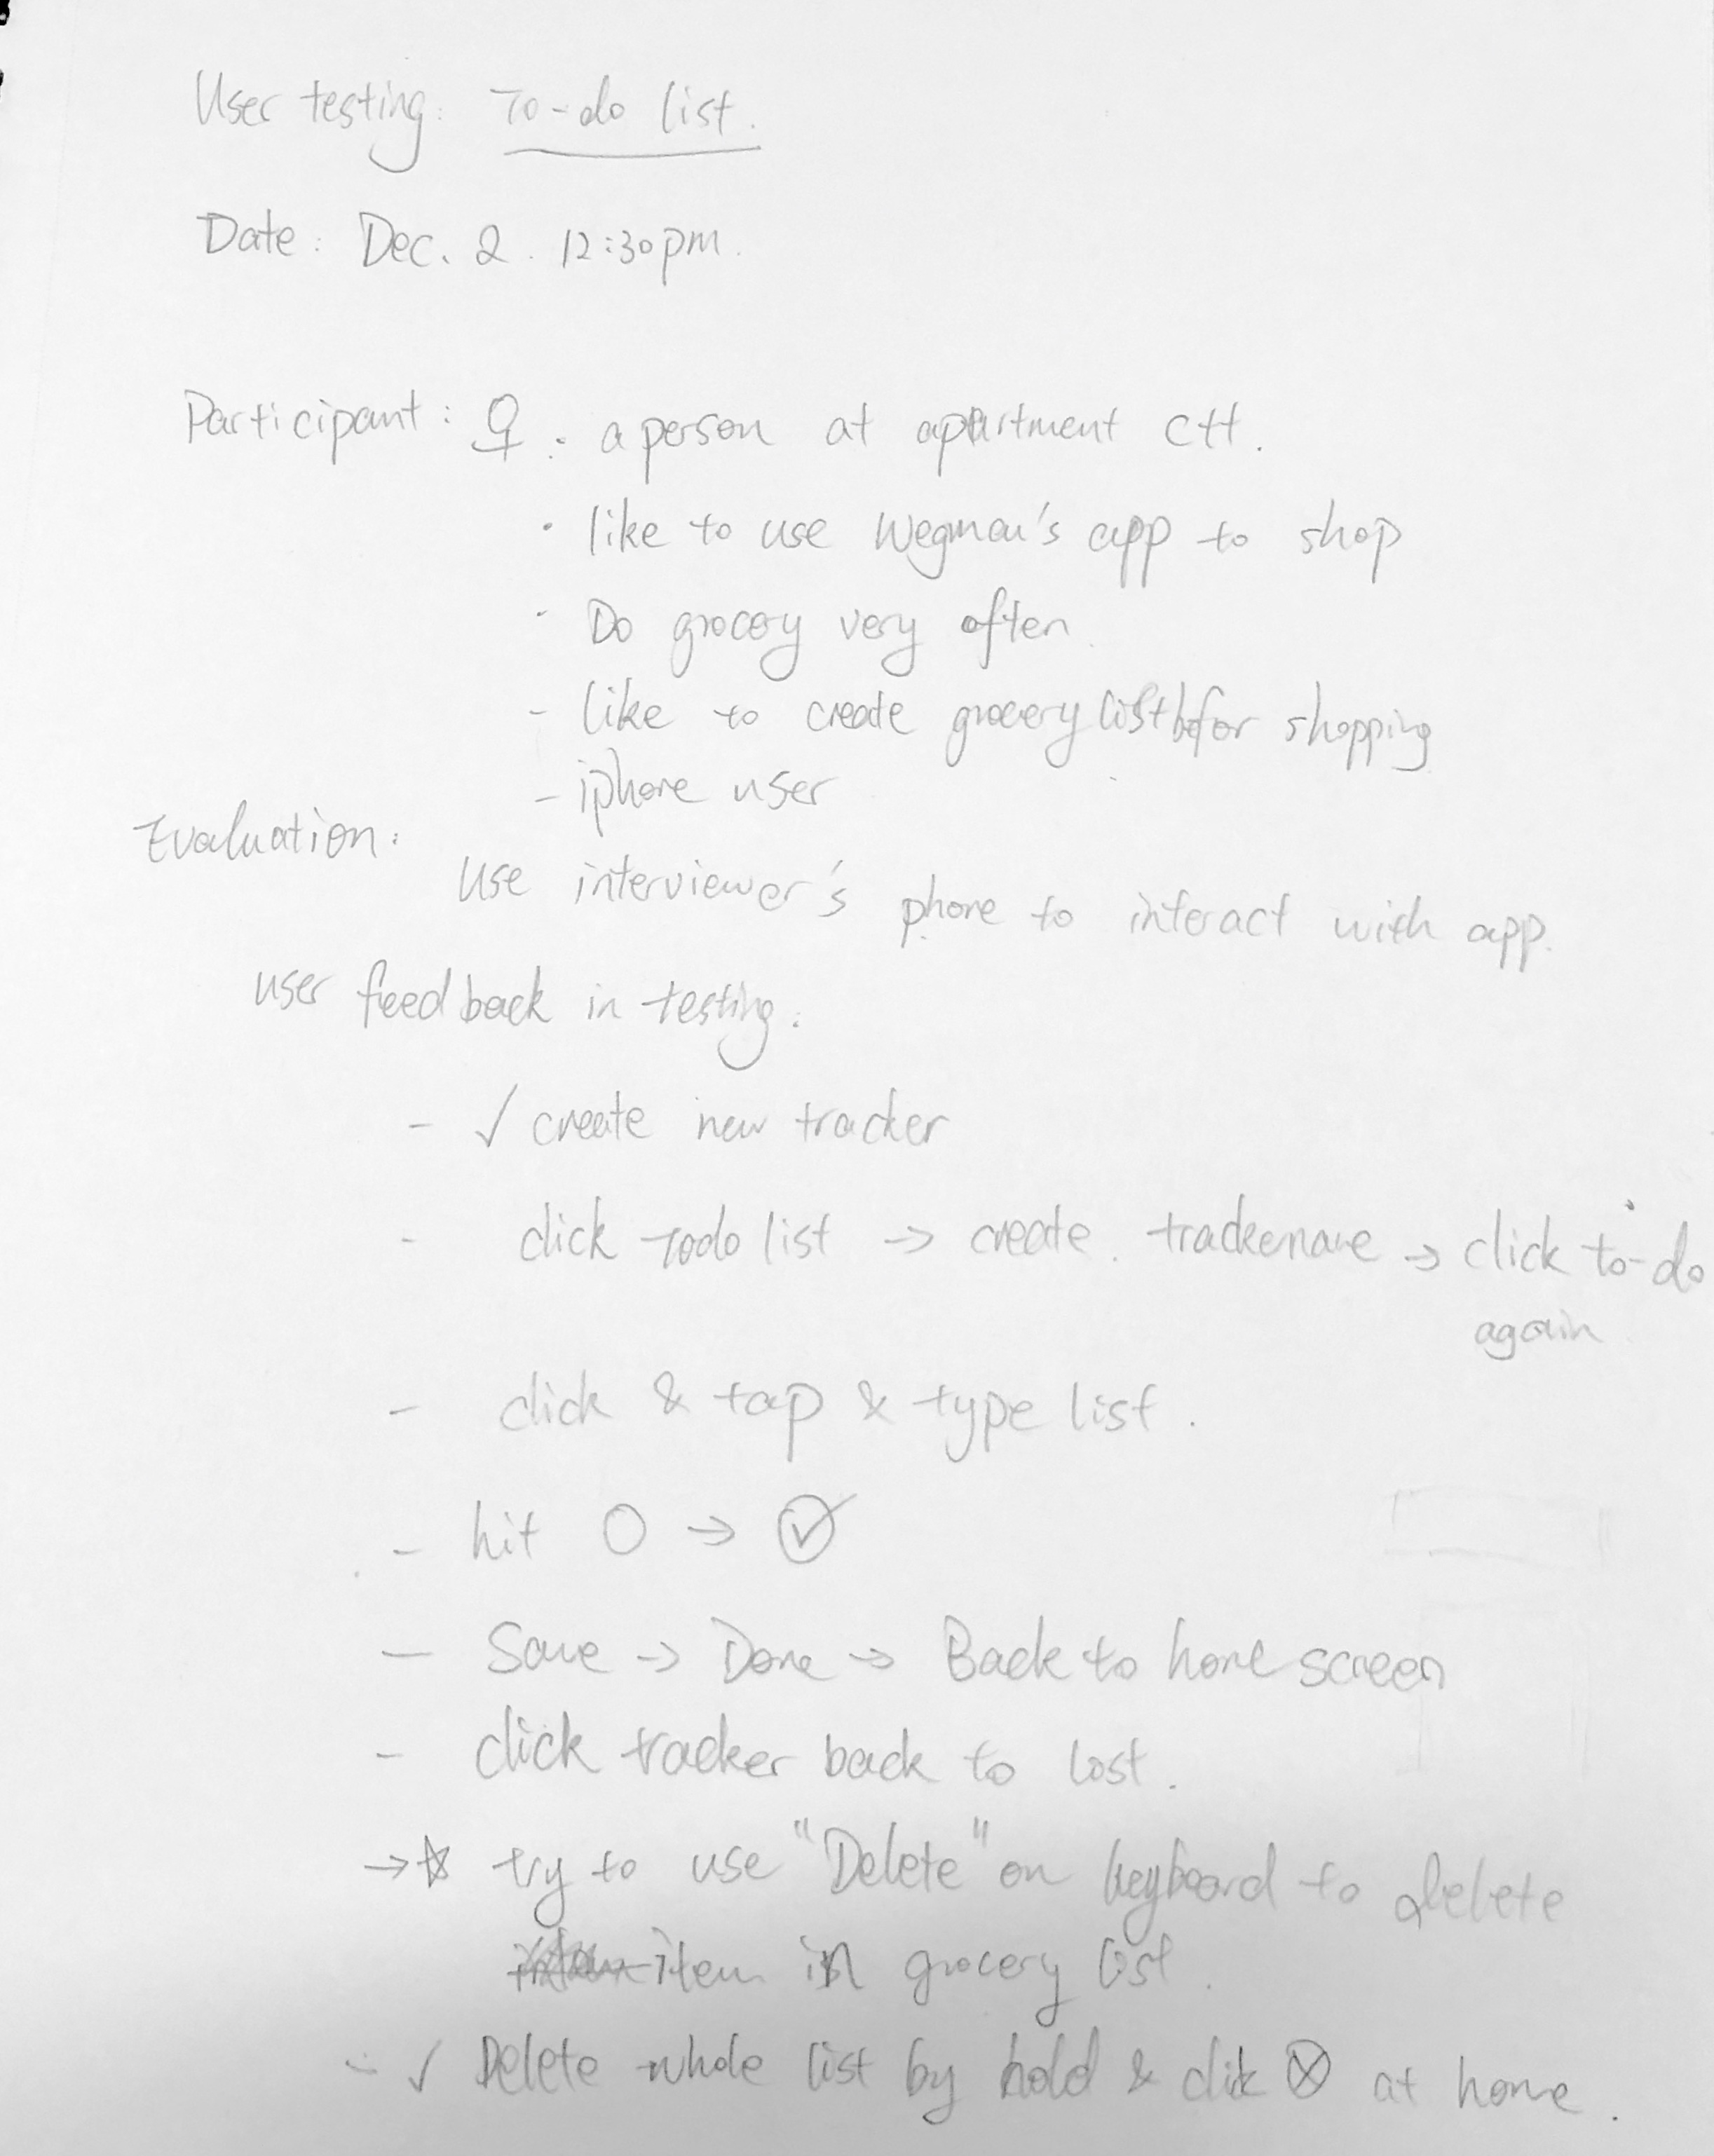 User testing: To-do list.
Date: Dec. 2. 12:30pm.
Participant: ♀ : a person at apartment ctt.
· like to use Wegman's app to shop
· Do grocery very often.
- like to create grocery list befor shopping
- iphone user
Evaluation:
use interviewer's phone to interact with app.
user feedback in testing:
- ✓ create new tracker
- click Todo list → create. trackername → click to-do
again.
- click & tap & type list.
- hit ○ → ✓
- Save → Done → Back to home screen
- click tracker back to list.
→ ☆ try to use "Delete" on keyboard to delete
item in grocery list.
- ✓ Delete whole list by hold & clik ⊗ at home.